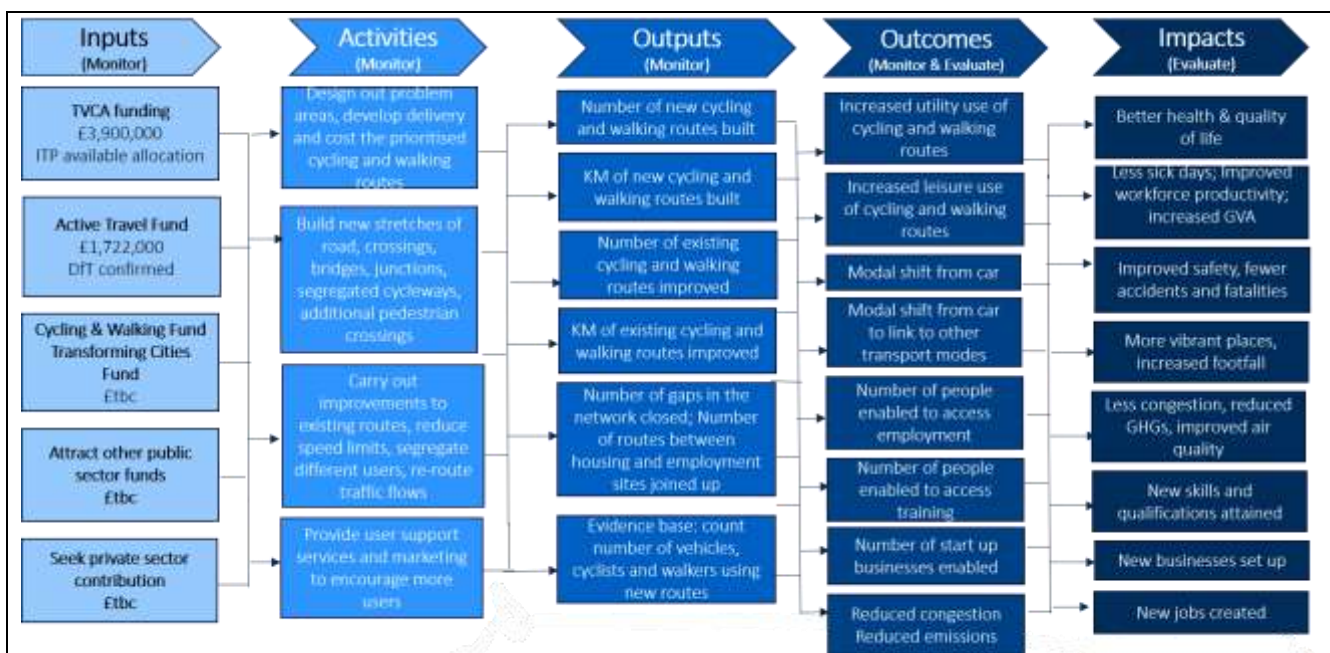 Inputs
(Monitor)
TVCA funding
£3,900,000
ITP available allocation
Active Travel Fund
£1,722,000
DfT confirmed
Cycling & Walking Fund
Transforming Cities
Fund
£tbc
Attract other public
sector funds
£tbc
Seek private sector
contribution
£tbc
Activities
(Monitor)
Design out problem
areas, develop delivery
and cost the prioritised
cycling and walking
routes
Build new stretches of
road, crossings,
bridges, junctions,
segregated cycleways,
additional pedestrian
crossings
Carry out
improvements to
existing routes, reduce
speed limits, segregate
different users, re-route
traffic flows
Provide user support
services and marketing
to encourage more
users
Outputs
(Monitor)
Number of new cycling
and walking routes built
KM of new cycling and
walking routes built
Number of existing
cycling and walking
routes improved
KM of existing cycling and
walking routes improved
Number of gaps in the
network closed; Number
of routes between
housing and employment
sites joined up
Evidence base: count
number of vehicles,
cyclists and walkers using
new routes
Outcomes
(Monitor & Evaluate)
Increased utility use of
cycling and walking
routes
Increased leisure use
of cycling and walking
routes
Modal shift from car
Modal shift from car
to link to other
transport modes
Number of people
enabled to access
employment
Number of people
enabled to access
training
Number of start up
businesses enabled
Reduced congestion
Reduced emissions
Impacts
(Evaluate)
Better health & quality
of life
Less sick days; Improved
workforce productivity;
increased GVA
Improved safety, fewer
accidents and fatalities
More vibrant places,
increased footfall
Less congestion, reduced
GHGs, improved air
quality
New skills and
qualifications attained
New businesses set up
New jobs created